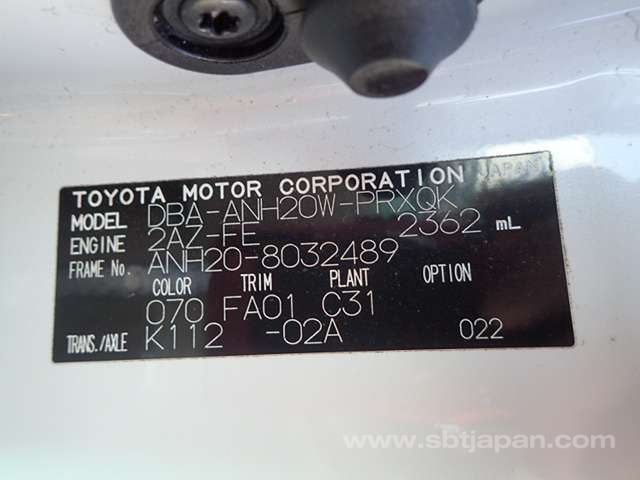 TOYOTA MOTOR CORPORATION JAPAN
MODEL DBA-ANH20W-PRXQK
ENGINE 2AZ-FE 2362 mL
FRAME No. ANH20-8032489
COLOR TRIM PLANT OPTION
070 FA01 C31
TRANS./AXLE K112 -02A 022
www.sbtjapan.com